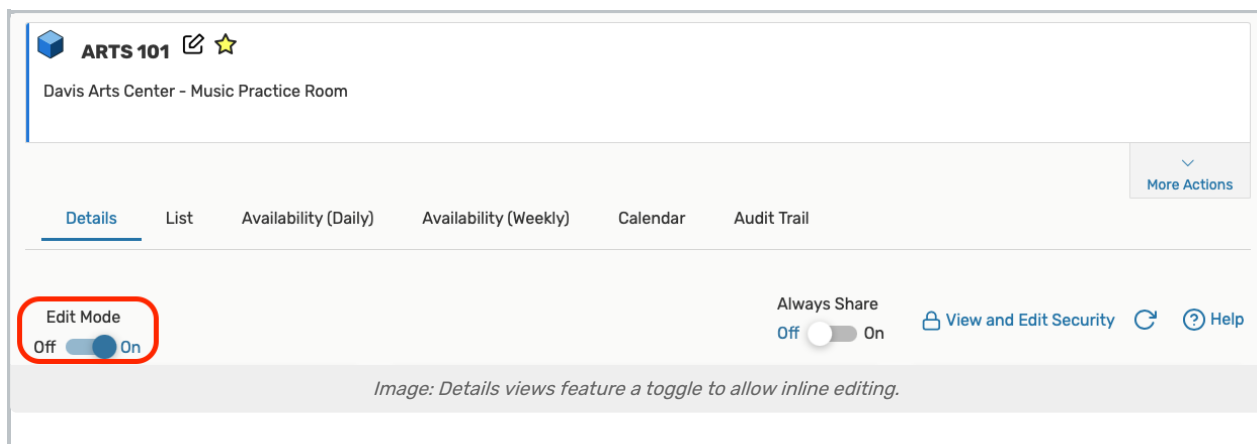 ARTS 101
Davis Arts Center - Music Practice Room
More Actions
Details List Availability (Daily) Availability (Weekly) Calendar Audit Trail
Edit Mode
Off On
Always Share
Off On
View and Edit Security
Help
Image: Details views feature a toggle to allow inline editing.